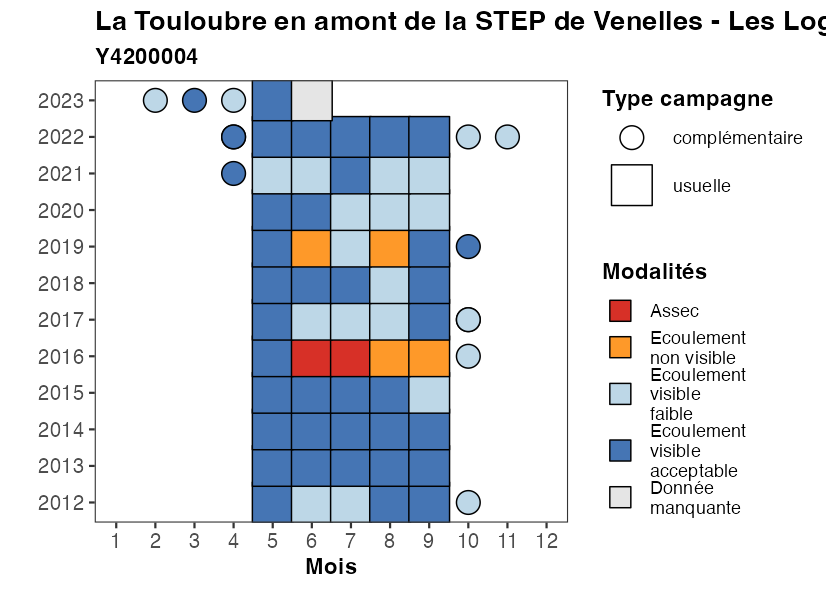 La Touloubre en amont de la STEP de Venelles - Les Log
Y4200004
2023
2022
2021
2020
2019
2018
2017
2016
2015
2014
2013
2012
1 2 3 4 5 6 7 8 9 10 11 12
Mois
Type campagne
complémentaire
usuelle
Modalités
Assec
Ecoulement
non visible
Ecoulement
visible
faible
Ecoulement
visible
acceptable
Donnée
manquante